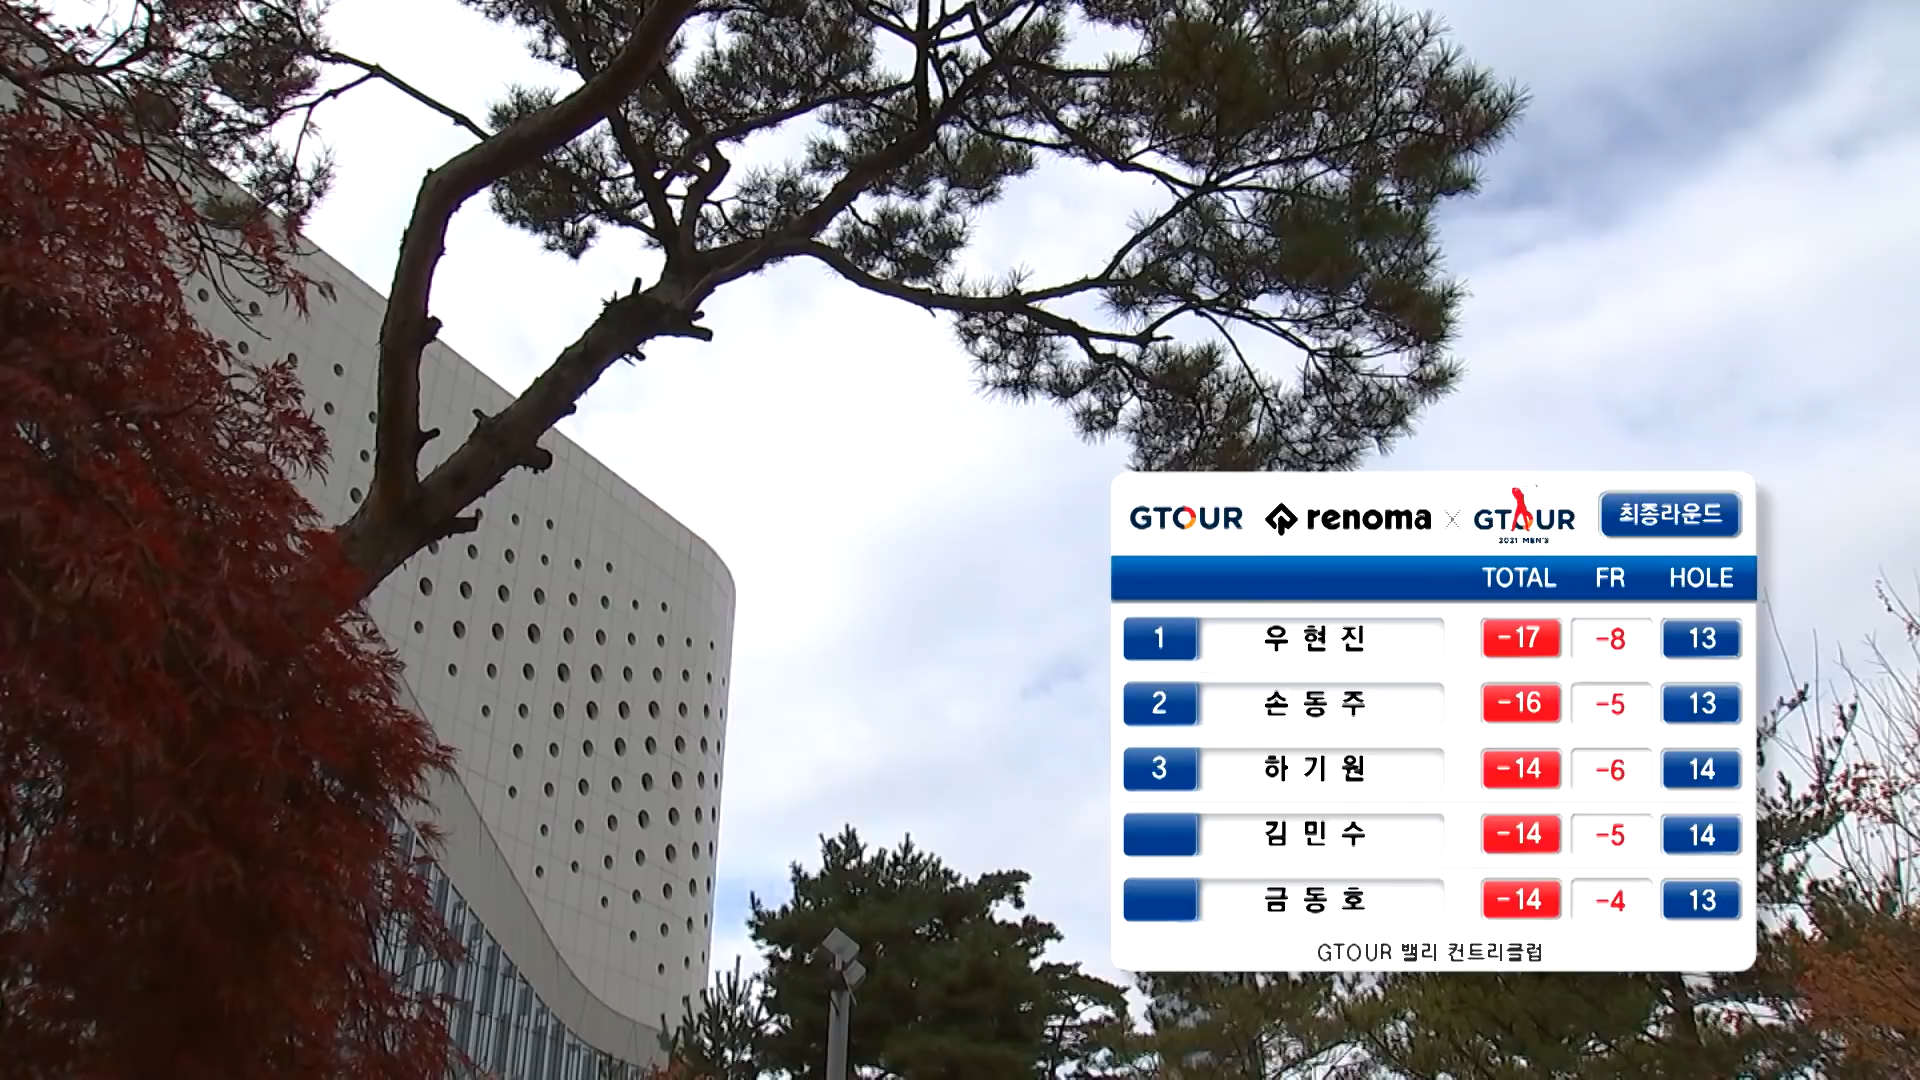 GTOUR renoma × GTOUR 최종라운드
2021 MEN'S
TOTAL FR HOLE
1 우현진 -17 -8 13
2 손동주 -16 -5 13
3 하기원 -14 -6 14
김민수 -14 -5 14
금동호 -14 -4 13
GTOUR 밸리 컨트리클럽